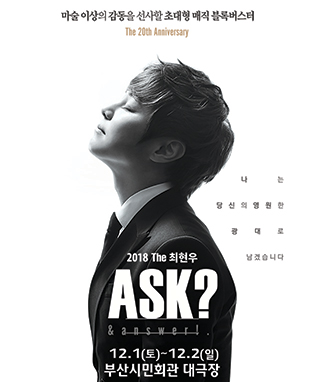 마술 이상의 감동을 선사할 초대형 매직 블록버스터
The 20th Anniversary
나 는
당신의 영원한
광 대 로
남겠습니다
2018 The 최현우
ASK?
& answer!.
12.1(토)~12.2(일)
부산시민회관 대극장